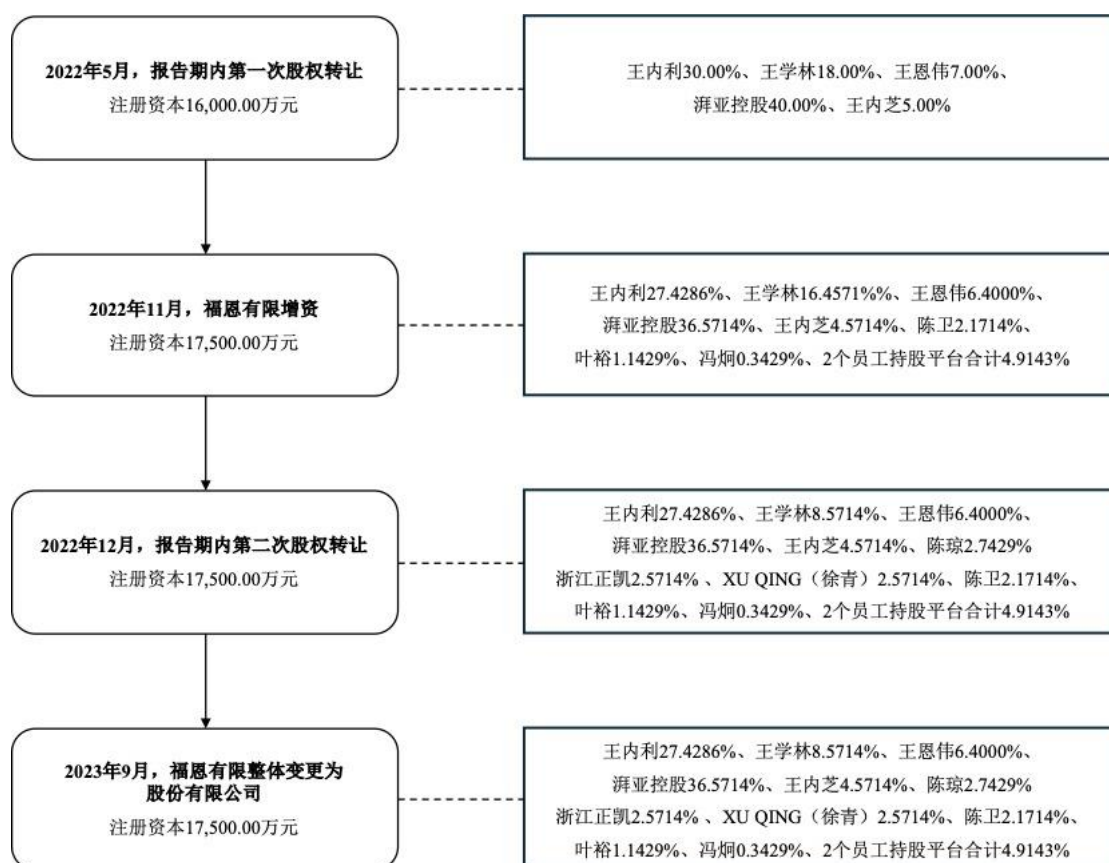 2022年5月，报告期内第一次股权转让
注册资本16,000.00万元
王内利30.00%、王学林18.00%、王恩伟7.00%、
湃亚控股40.00%、王内芝5.00%
2022年11月，福恩有限增资
注册资本17,500.00万元
王内利27.4286%、王学林16.4571%%、王恩伟6.4000%、
湃亚控股36.5714%、王内芝4.5714%、陈卫2.1714%、
叶裕1.1429%、冯炯0.3429%、2个员工持股平台合计4.9143%
2022年12月，报告期内第二次股权转让
注册资本17,500.00万元
王内利27.4286%、王学林8.5714%、王恩伟6.4000%、
湃亚控股36.5714%、王内芝4.5714%、陈琼2.7429%
浙江正凯2.5714% 、XU QING（徐青）2.5714%、陈卫2.1714%、
叶裕1.1429%、冯炯0.3429%、2个员工持股平台合计4.9143%
2023年9月，福恩有限整体变更为
股份有限公司
注册资本17,500.00万元
王内利27.4286%、王学林8.5714%、王恩伟6.4000%、
湃亚控股36.5714%、王内芝4.5714%、陈琼2.7429%
浙江正凯2.5714% 、XU QING（徐青）2.5714%、陈卫2.1714%、
叶裕1.1429%、冯炯0.3429%、2个员工持股平台合计4.9143%